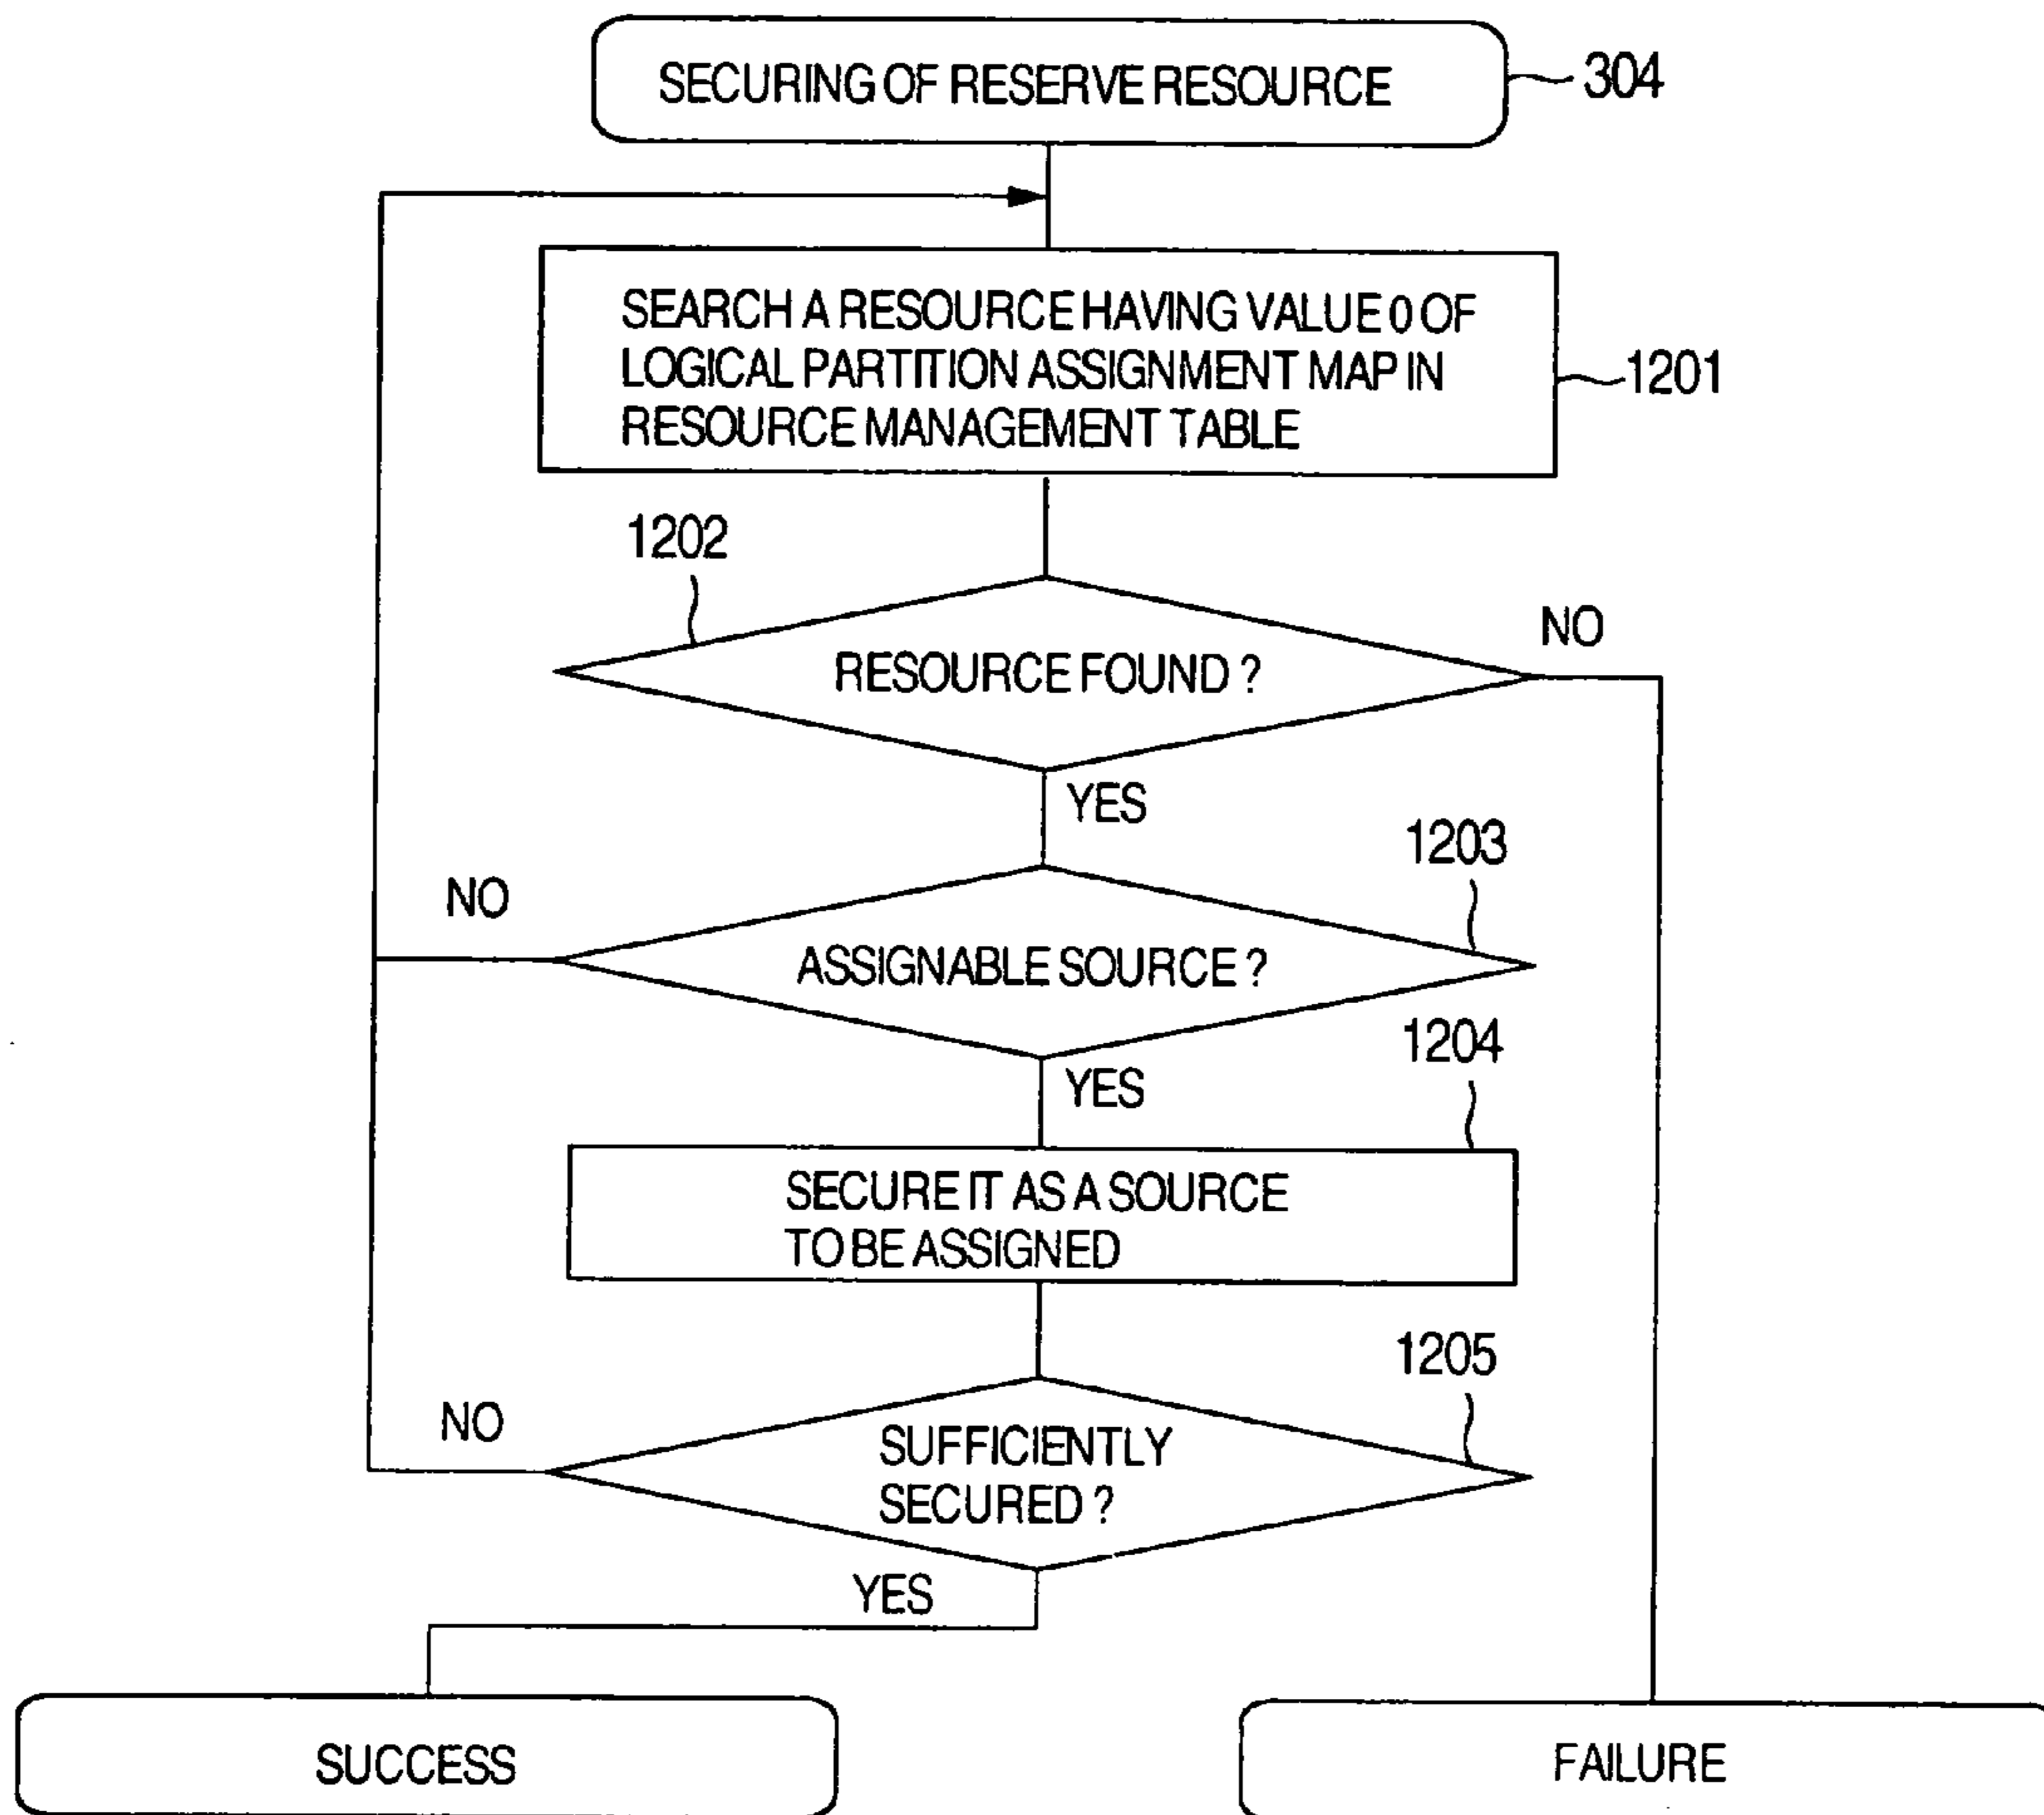 SECURING OF RESERVE RESOURCE
304
SEARCH A RESOURCE HAVING VALUE 0 OF
LOGICAL PARTITION ASSIGNMENT MAP IN
RESOURCE MANAGEMENT TABLE
1201
1202
RESOURCE FOUND ?
NO
YES
1203
NO
ASSIGNABLE SOURCE ?
YES
1204
SECURE IT AS A SOURCE
TO BE ASSIGNED
1205
NO
SUFFICIENTLY
SECURED ?
YES
SUCCESS
FAILURE